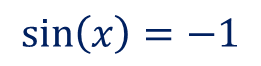 sin(x) = −1